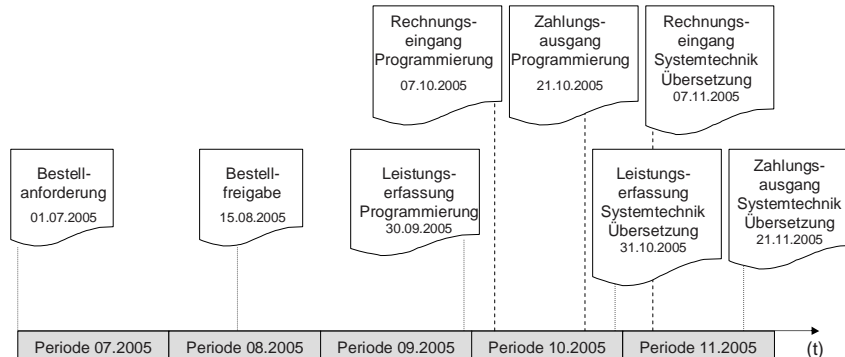 Rechnungs-
eingang
Programmierung
07.10.2005
Zahlungs-
ausgang
Programmierung
21.10.2005
Rechnungs-
eingang
Systemtechnik
Übersetzung
07.11.2005
Bestell-
anforderung
01.07.2005
Bestell-
freigabe
15.08.2005
Leistungs-
erfassung
Programmierung
30.09.2005
Leistungs-
erfassung
Systemtechnik
Übersetzung
31.10.2005
Zahlungs-
ausgang
Systemtechnik
Übersetzung
21.11.2005
Periode 07.2005
Periode 08.2005
Periode 09.2005
Periode 10.2005
Periode 11.2005
(t)